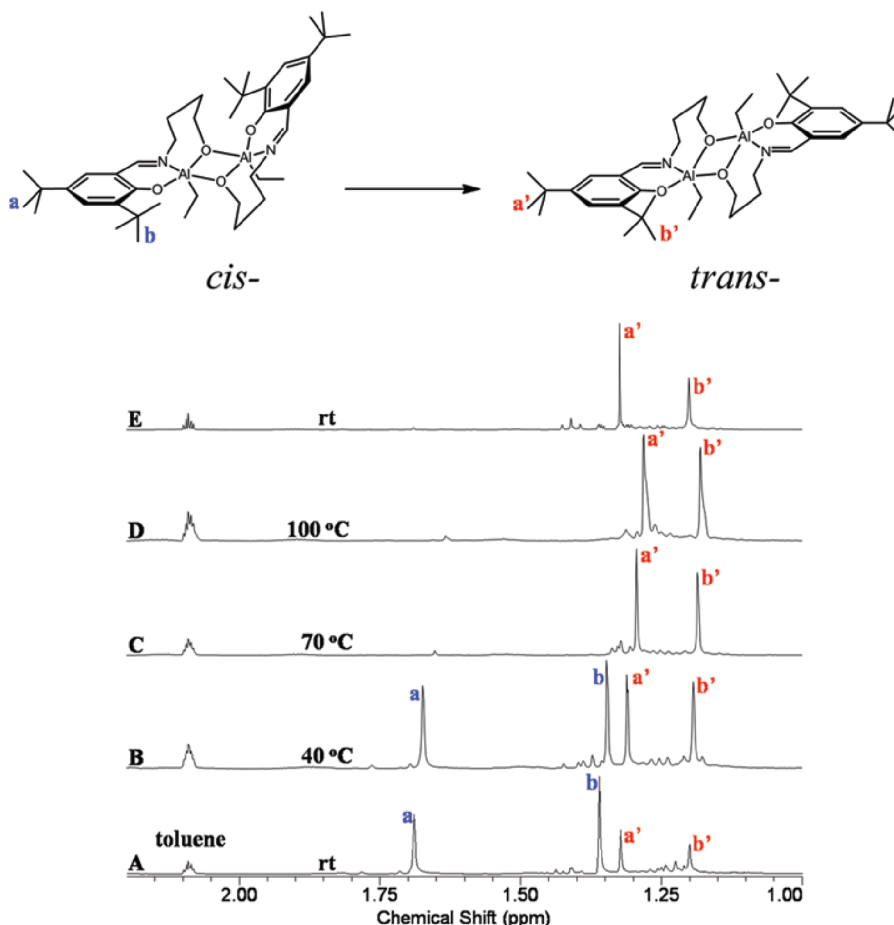 O
Al
N
N
O
Al
O
O
a
b
cis-
Al
O
O
N
N
Al
O
O
a'
b'
trans-
a'
b'
E
rt
a'
b'
D
100 °C
a'
b'
C
70 °C
a
b
a'
b'
B
40 °C
a
b
a'
b'
toluene
A
rt
2.00 1.75 1.50 1.25 1.00
Chemical Shift (ppm)